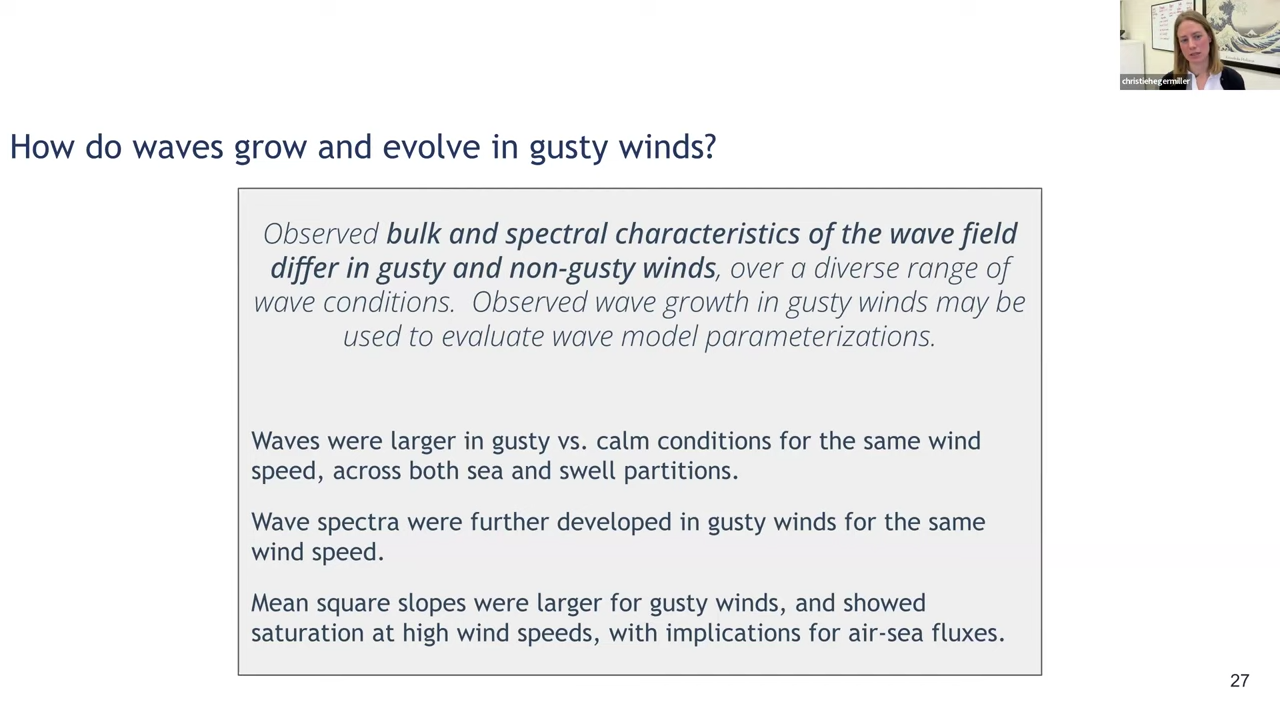 christiehegermiller
How do waves grow and evolve in gusty winds?
Observed bulk and spectral characteristics of the wave field
differ in gusty and non-gusty winds, over a diverse range of
wave conditions.  Observed wave growth in gusty winds may be
used to evaluate wave model parameterizations.
Waves were larger in gusty vs. calm conditions for the same wind
speed, across both sea and swell partitions.
Wave spectra were further developed in gusty winds for the same
wind speed.
Mean square slopes were larger for gusty winds, and showed
saturation at high wind speeds, with implications for air-sea fluxes.
27